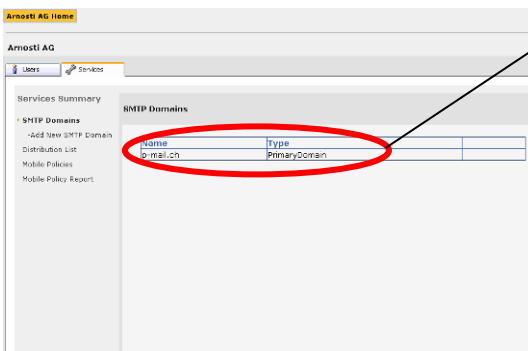 Arnosti AG Home
Arnosti AG
Users
Services
Services Summary
SMTP Domains
Add New SMTP Domain
Distribution List
Mobile Policies
Mobile Policy Report
SMTP Domains
Name Type
p-mail.ch PrimaryDomain